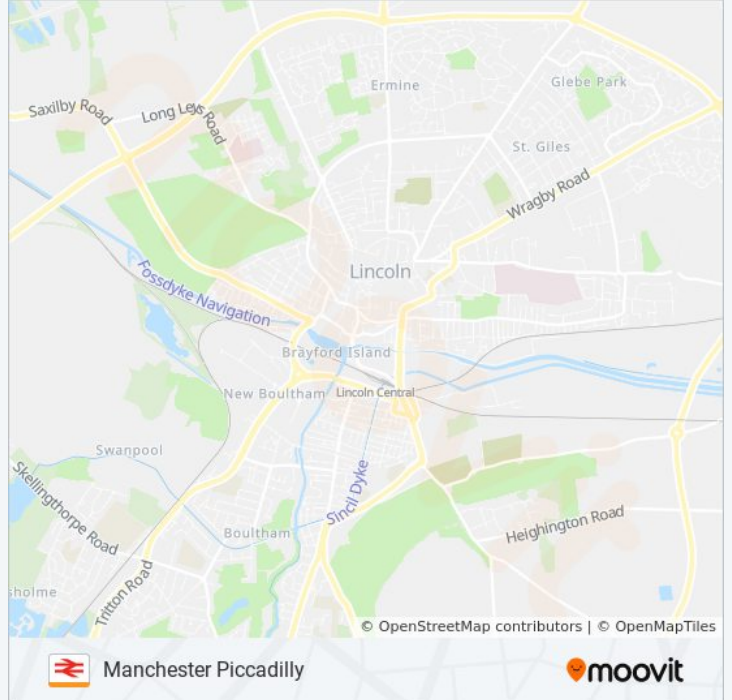 Ermine
Glebe Park
Saxilby Road
Long Leys Road
St. Giles
Wragby Road
Lincoln
Fossdyke Navigation
Brayford Island
New Boultham
Lincoln Central
Swanpool
Skellingthorpe Road
Sincil Dyke
Heighington Road
Boultham
Tritton Road
sholme
© OpenStreetMap contributors | © OpenMapTiles
Manchester Piccadilly
moovit